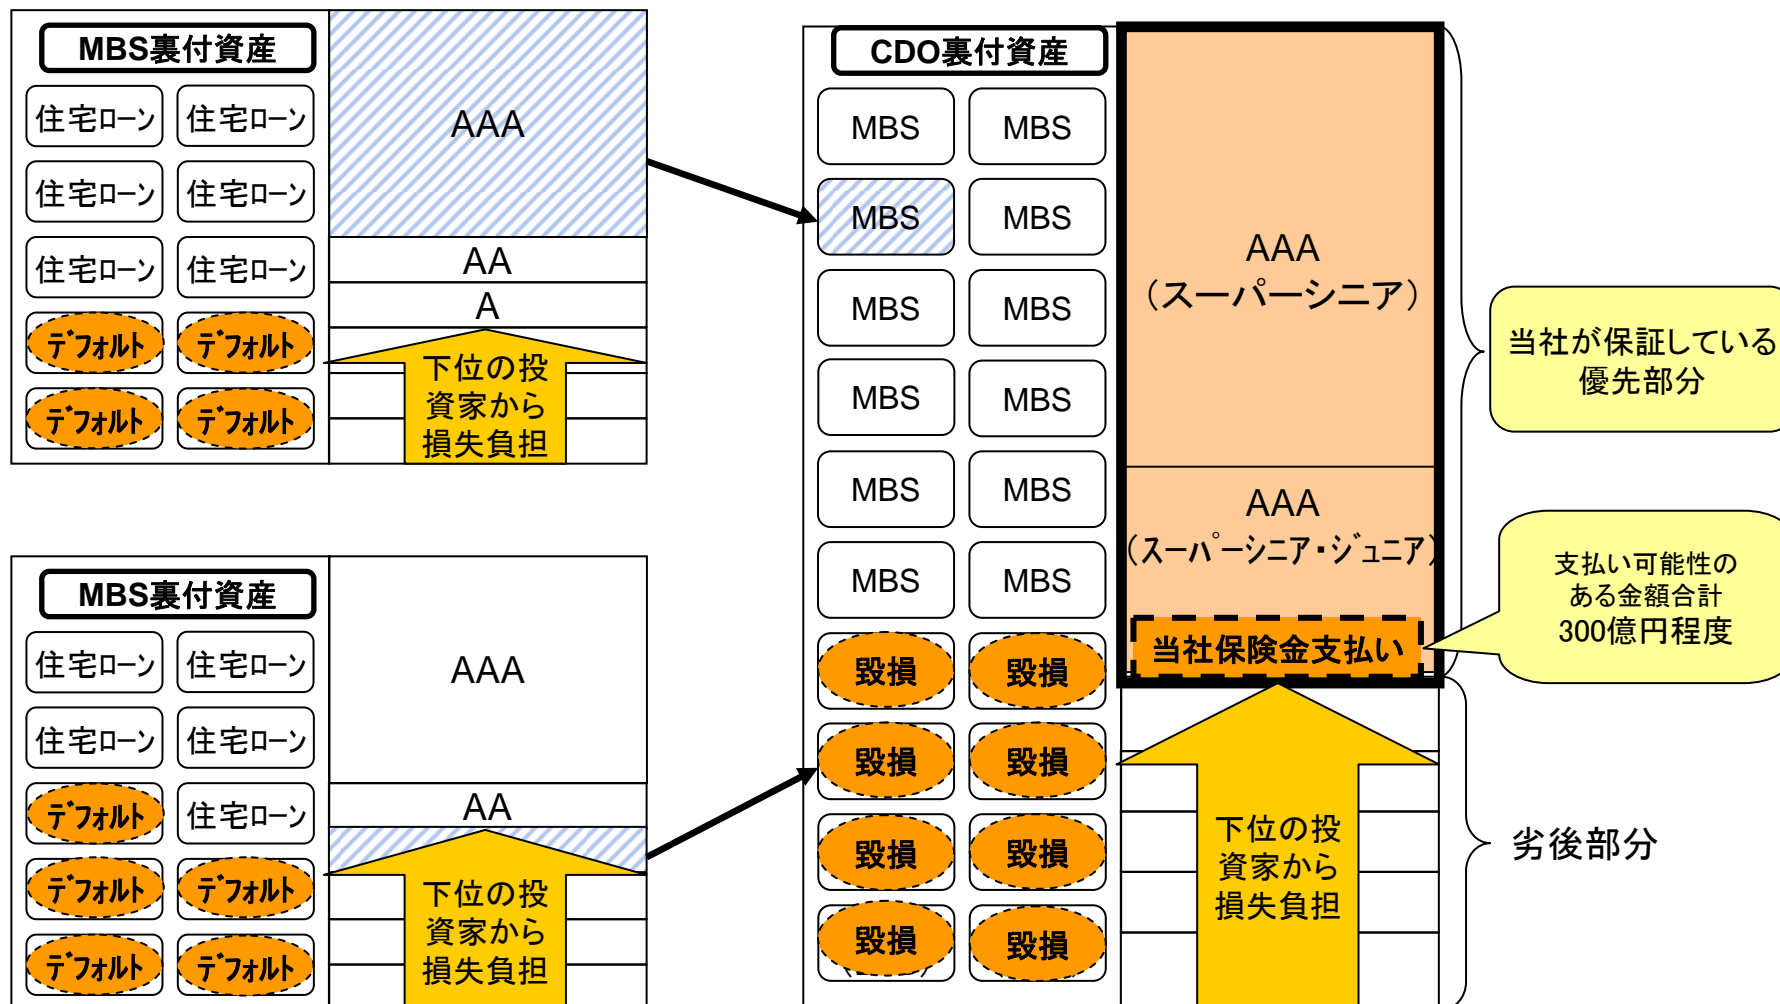 MBS裏付資産
住宅ローン 住宅ローン
住宅ローン 住宅ローン
住宅ローン 住宅ローン
デフォルト デフォルト
デフォルト デフォルト
AAA
AA
A
下位の投
資家から
損失負担
MBS裏付資産
住宅ローン 住宅ローン
住宅ローン 住宅ローン
デフォルト 住宅ローン
デフォルト デフォルト
デフォルト デフォルト
AAA
AA
下位の投
資家から
損失負担
CDO裏付資産
MBS MBS
MBS MBS
MBS MBS
MBS MBS
MBS MBS
MBS MBS
毀損 毀損
毀損 毀損
毀損 毀損
毀損 毀損
AAA
(スーパーシニア)
AAA
(スーパーシニア・ジュニア)
当社保険金支払い
下位の投
資家から
損失負担
当社が保証している
優先部分
支払い可能性の
ある金額合計
300億円程度
劣後部分